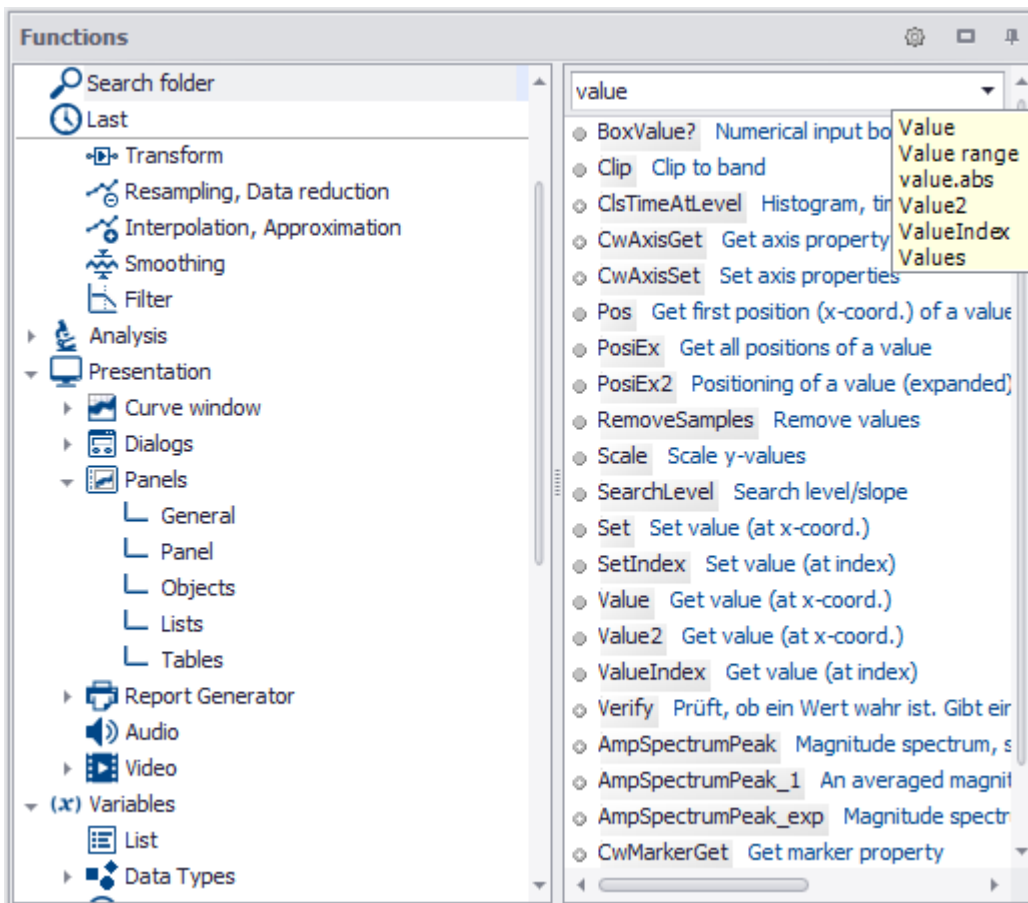 Functions
Search folder
Last
Transform
Resampling, Data reduction
Interpolation, Approximation
Smoothing
Filter
Analysis
Presentation
Curve window
Dialogs
Panels
General
Panel
Objects
Lists
Tables
Report Generator
Audio
Video
(x) Variables
List
Data Types
value
Value
Value range
value.abs
Value2
ValueIndex
Values
BoxValue? Numerical input bo
Clip Clip to band
ClsTimeAtLevel Histogram, tin
CwAxisGet Get axis property
CwAxisSet Set axis properties
Pos Get first position (x-coord.) of a value
PosiEx Get all positions of a value
PosiEx2 Positioning of a value (expanded)
RemoveSamples Remove values
Scale Scale y-values
SearchLevel Search level/slope
Set Set value (at x-coord.)
SetIndex Set value (at index)
Value Get value (at x-coord.)
Value2 Get value (at x-coord.)
ValueIndex Get value (at index)
Verify Prüft, ob ein Wert wahr ist. Gibt eir
AmpSpectrumPeak Magnitude spectrum, s
AmpSpectrumPeak_1 An averaged magnit
AmpSpectrumPeak_exp Magnitude spectr
CwMarkerGet Get marker property